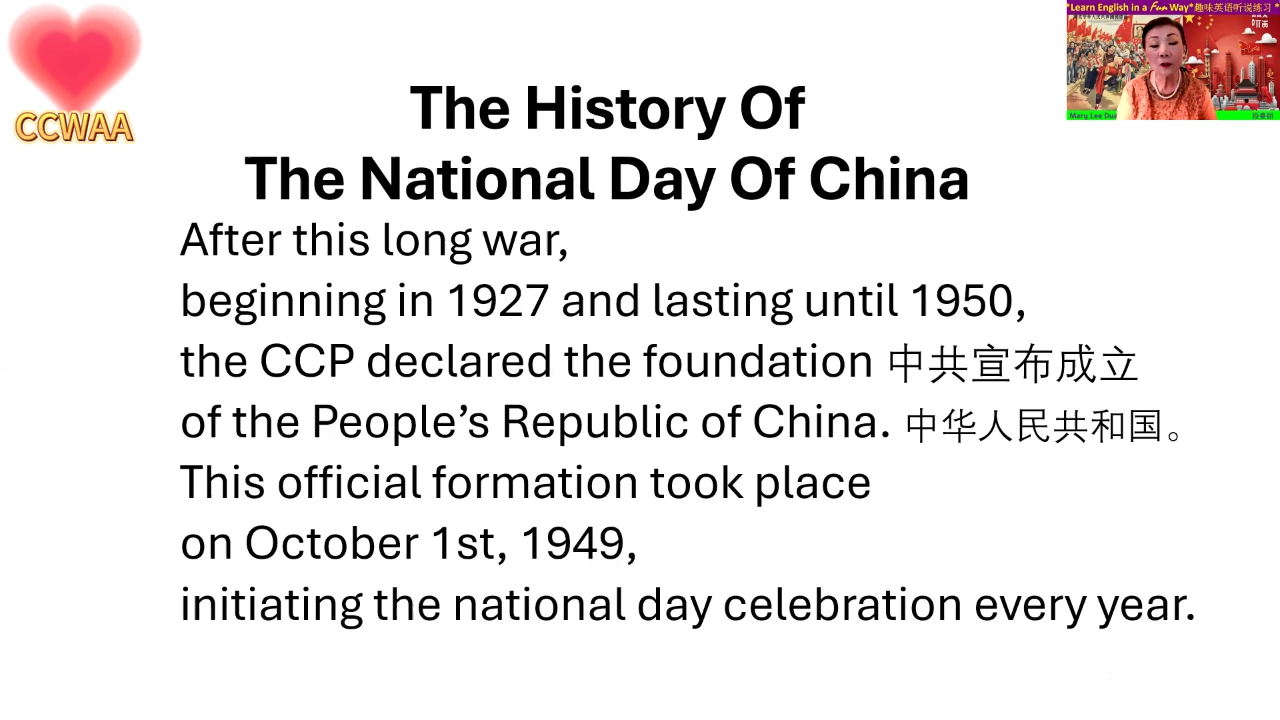 CCWAA
*Learn English in a Fun Way*趣味英语听说练习 *
The History Of
The National Day Of China
After this long war,
beginning in 1927 and lasting until 1950,
the CCP declared the foundation 中共宣布成立
of the People’s Republic of China. 中华人民共和国。
This official formation took place
on October 1st, 1949,
initiating the national day celebration every year.
Mary Lee Dua